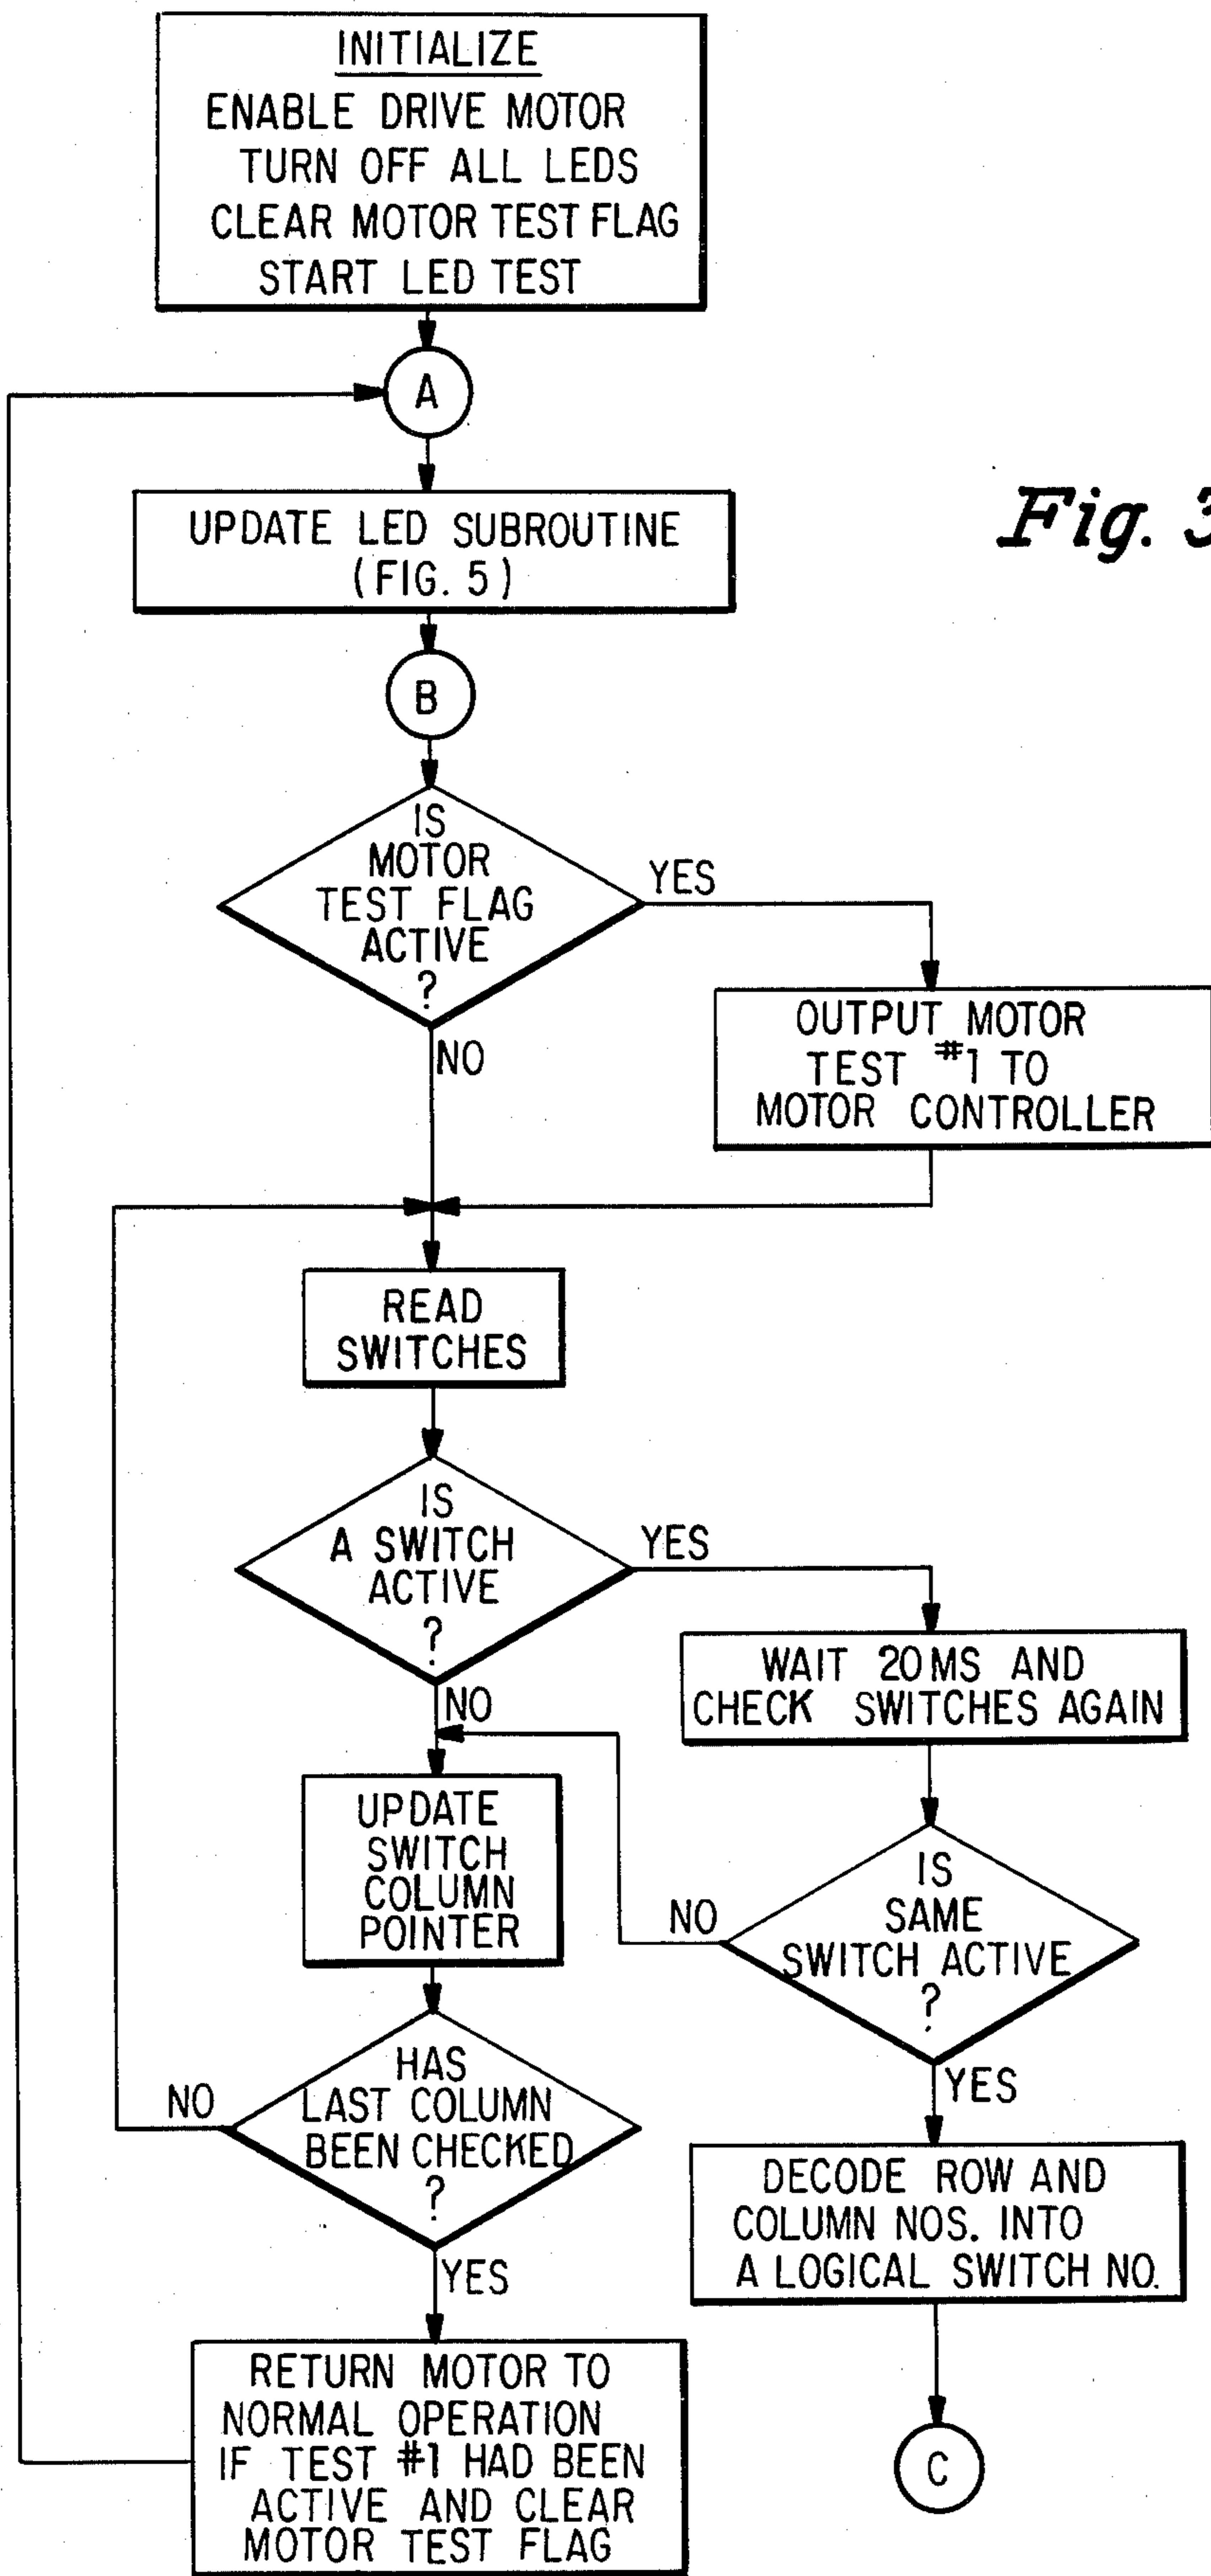 INITIALIZE
ENABLE DRIVE MOTOR
TURN OFF ALL LEDS
CLEAR MOTOR TEST FLAG
START LED TEST
A
UPDATE LED SUBROUTINE
(FIG. 5)
Fig. 3
B
IS
MOTOR
TEST FLAG
ACTIVE
?
YES
NO
OUTPUT MOTOR
TEST #1 TO
MOTOR CONTROLLER
READ
SWITCHES
IS
A SWITCH
ACTIVE
?
YES
NO
WAIT 20MS AND
CHECK SWITCHES AGAIN
UPDATE
SWITCH
COLUMN
POINTER
IS
SAME
SWITCH ACTIVE
?
NO
YES
HAS
LAST COLUMN
BEEN CHECKED
?
NO
YES
DECODE ROW AND
COLUMN NOS. INTO
A LOGICAL SWITCH NO.
RETURN MOTOR TO
NORMAL OPERATION
IF TEST #1 HAD BEEN
ACTIVE AND CLEAR
MOTOR TEST FLAG
C